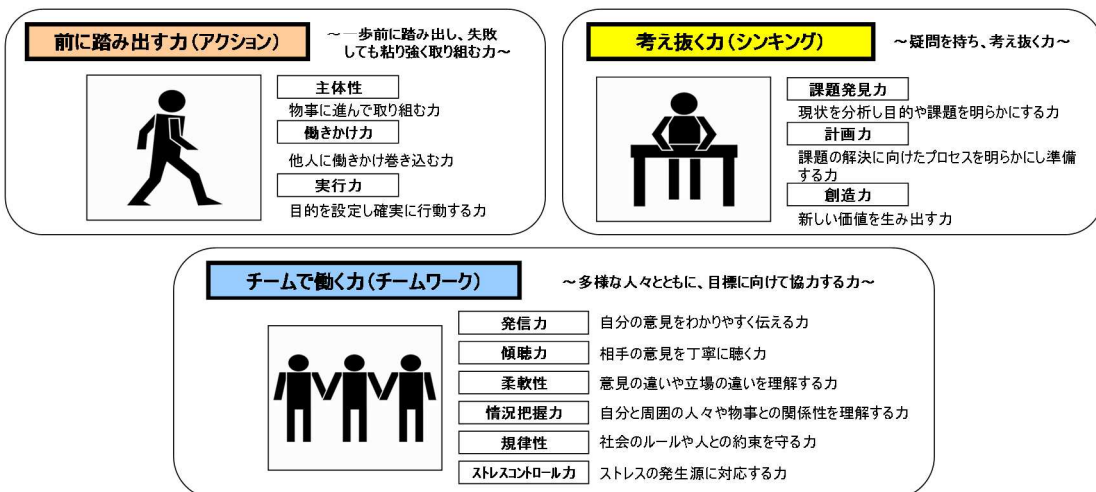 前に踏み出す力(アクション)
~一歩前に踏み出し、失敗
しても粘り強く取り組む力~
主体性
物事に進んで取り組む力
働きかけ力
他人に働きかけ巻き込む力
実行力
目的を設定し確実に行動する力
考え抜く力(シンキング)
~疑問を持ち、考え抜く力~
課題発見力
現状を分析し目的や課題を明らかにする力
計画力
課題の解決に向けたプロセスを明らかにし準備
する力
創造力
新しい価値を生み出す力
チームで働く力(チームワーク)
~多様な人々とともに、目標に向けて協力する力~
発信力
自分の意見をわかりやすく伝える力
傾聴力
相手の意見を丁寧に聴く力
柔軟性
意見の違いや立場の違いを理解する力
情況把握力
自分と周囲の人々や物事との関係性を理解する力
規律性
社会のルールや人との約束を守る力
ストレスコントロール力
ストレスの発生源に対応する力